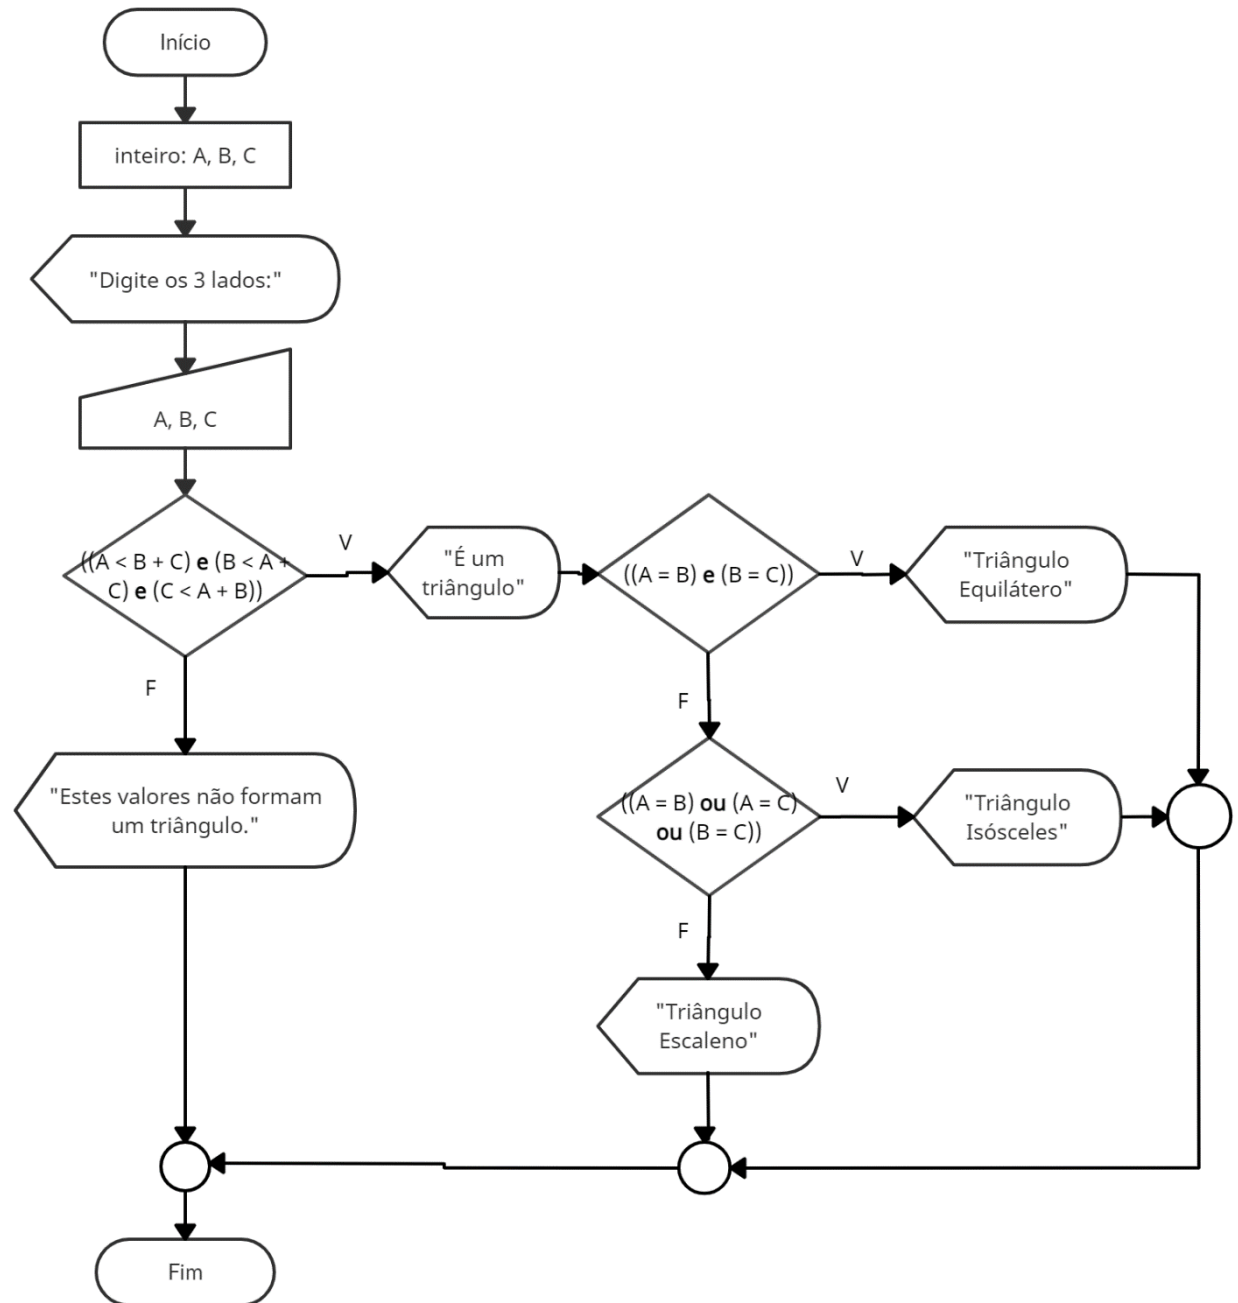 Início
inteiro: A, B, C
"Digite os 3 lados:"
A, B, C
((A < B + C) e (B < A +
C) e (C < A + B))
V
"É um
triângulo"
((A = B) e (B = C))
V
"Triângulo
Equilátero"
F
F
"Estes valores não formam
um triângulo."
((A = B) ou (A = C)
ou (B = C))
V
"Triângulo
Isósceles"
F
"Triângulo
Escaleno"
Fim